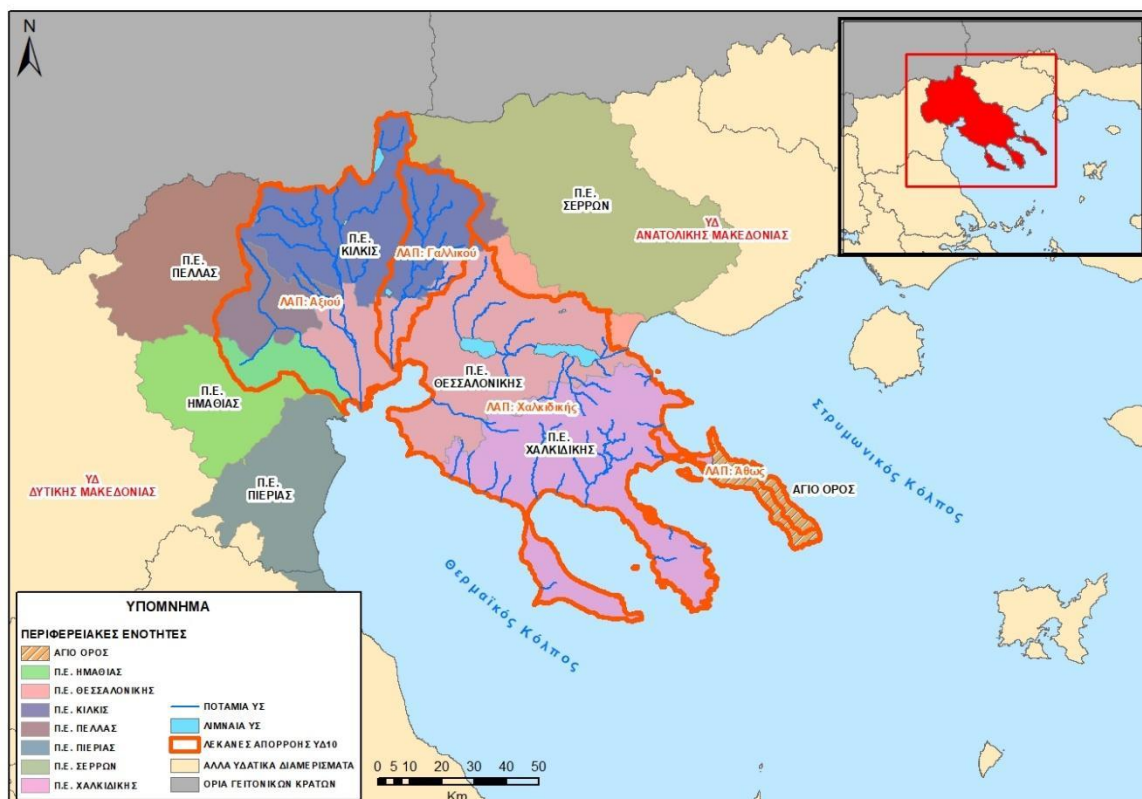 N
Π.Ε.
ΣΕΡΡΩΝ
ΥΔ
ΑΝΑΤΟΛΙΚΗΣ ΜΑΚΕΔΟΝΙΑΣ
Π.Ε.
ΚΙΛΚΙΣ
ΛΑΠ: Γαλλικού
Π.Ε.
ΠΕΛΛΑΣ
ΛΑΠ: Αξιού
Π.Ε.
ΘΕΣΣΑΛΟΝΙΚΗΣ
Π.Ε.
ΗΜΑΘΙΑΣ
ΛΑΠ: Χαλκιδικής
Π.Ε.
ΧΑΛΚΙΔΙΚΗΣ
Στρυμωνικός Κόλπος
ΛΑΠ: Άθως
ΑΓΙΟ ΟΡΟΣ
ΥΔ
ΔΥΤΙΚΗΣ ΜΑΚΕΔΟΝΙΑΣ
Π.Ε.
ΠΙΕΡΙΑΣ
Θερμαϊκός Κόλπος
ΥΠΟΜΝΗΜΑ
ΠΕΡΙΦΕΡΕΙΑΚΕΣ ΕΝΟΤΗΤΕΣ
ΑΓΙΟ ΟΡΟΣ
Π.Ε. ΗΜΑΘΙΑΣ
Π.Ε. ΘΕΣΣΑΛΟΝΙΚΗΣ
Π.Ε. ΚΙΛΚΙΣ
Π.Ε. ΠΕΛΛΑΣ
Π.Ε. ΠΙΕΡΙΑΣ
Π.Ε. ΣΕΡΡΩΝ
Π.Ε. ΧΑΛΚΙΔΙΚΗΣ
ΠΟΤΑΜΙΑ ΥΣ
ΛΙΜΝΑΙΑ ΥΣ
ΛΕΚΑΝΕΣ ΑΠΟΡΡΟΗΣ ΥΔ10
ΑΛΛΑ ΥΔΑΤΙΚΑ ΔΙΑΜΕΡΙΣΜΑΤΑ
ΟΡΙΑ ΓΕΙΤΟΝΙΚΩΝ ΚΡΑΤΩΝ
0 5 10 20 30 40 50
Km